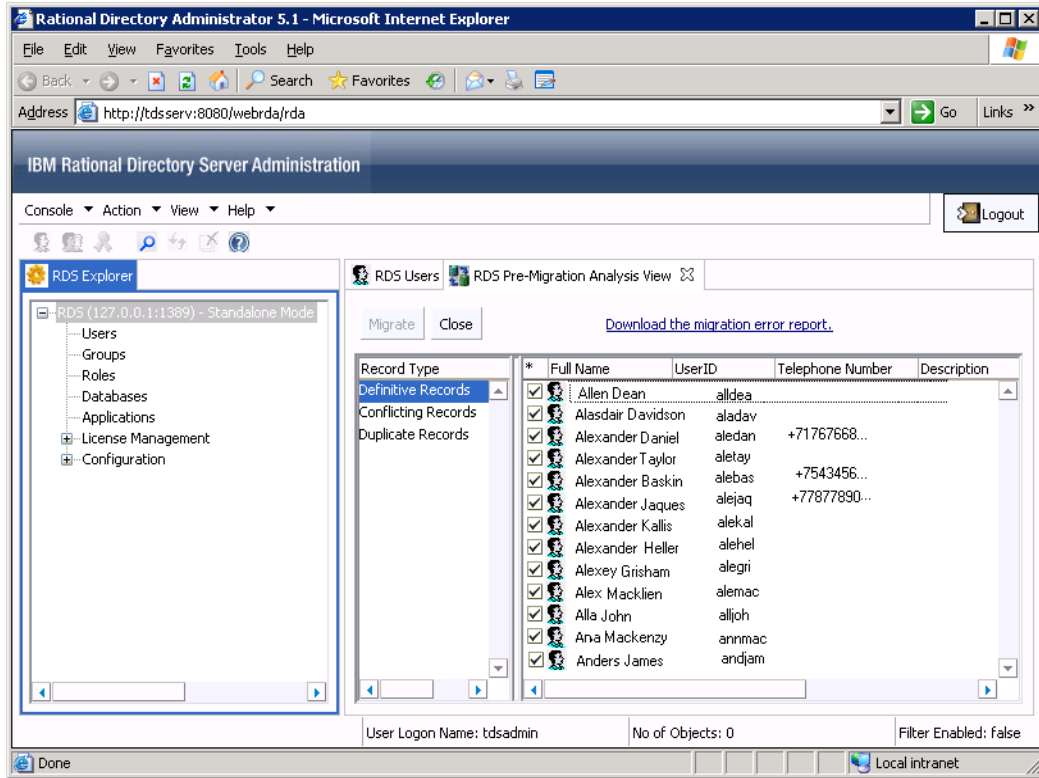 Rational Directory Administrator 5.1 - Microsoft Internet Explorer
File Edit View Favorites Tools Help
Back Search Favorites
Address http://tdsserv:8080/webrda/rda Go Links »
IBM Rational Directory Server Administration
Console Action View Help
Logout
RDS Explorer
RDS (127.0.0.1:1389) - Standalone Mode
Users
Groups
Roles
Databases
Applications
License Management
Configuration
RDS Users RDS Pre-Migration Analysis View
Migrate Close Download the migration error report.
Record Type
Definitive Records
Conflicting Records
Duplicate Records
* Full Name UserID Telephone Number Description
Allen Dean alldea
Alasdair Davidson aladav
Alexander Daniel aledan +71767668...
Alexander Taylor aletay
Alexander Baskin alebas +7543456...
Alexander Jaques alejaq +77877890...
Alexander Kallis alekal
Alexander Heller alehel
Alexey Grisham alegri
Alex Macklien alemac
Alla John alljoh
Ana Mackenzy annmac
Anders James andjam
User Logon Name: tdsadmin No of Objects: 0 Filter Enabled: false
Done Local intranet